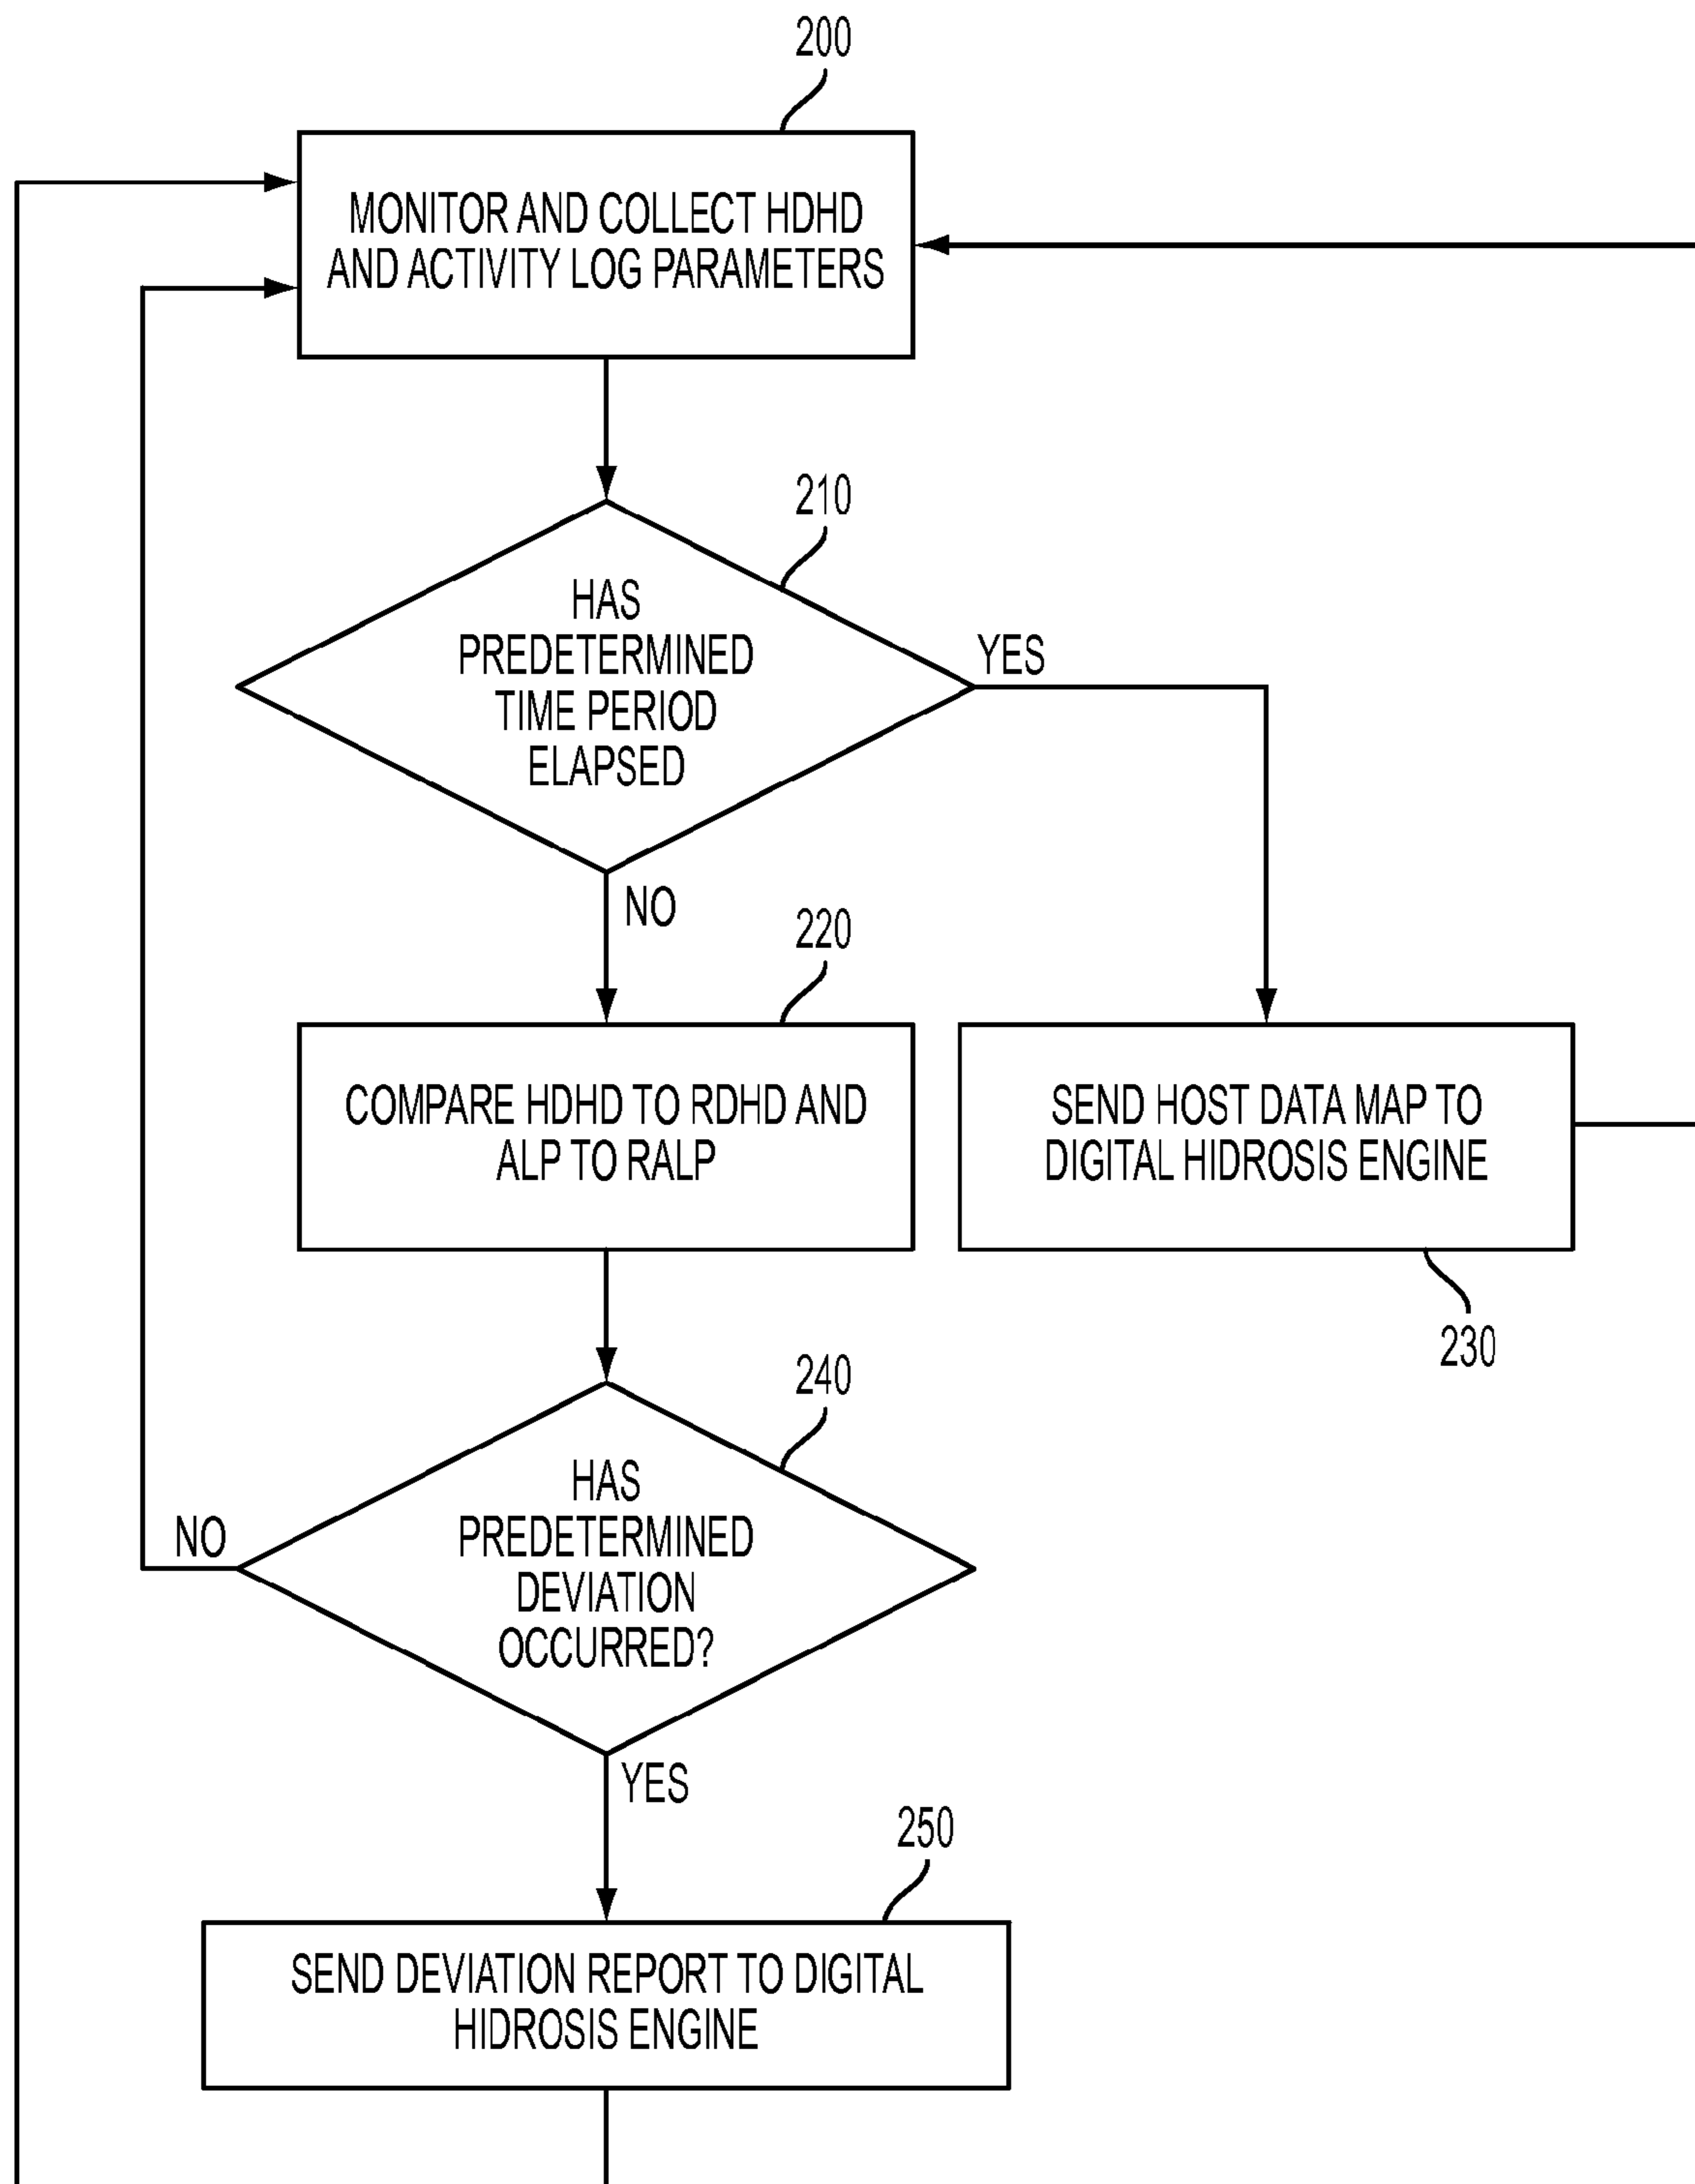 200
MONITOR AND COLLECT HDHD
AND ACTIVITY LOG PARAMETERS
210
HAS
PREDETERMINED
TIME PERIOD
ELAPSED
YES
NO
220
COMPARE HDHD TO RDHD AND
ALP TO RALP
SEND HOST DATA MAP TO
DIGITAL HIDROSIS ENGINE
230
240
HAS
PREDETERMINED
DEVIATION
OCCURRED?
NO
YES
250
SEND DEVIATION REPORT TO DIGITAL
HIDROSIS ENGINE